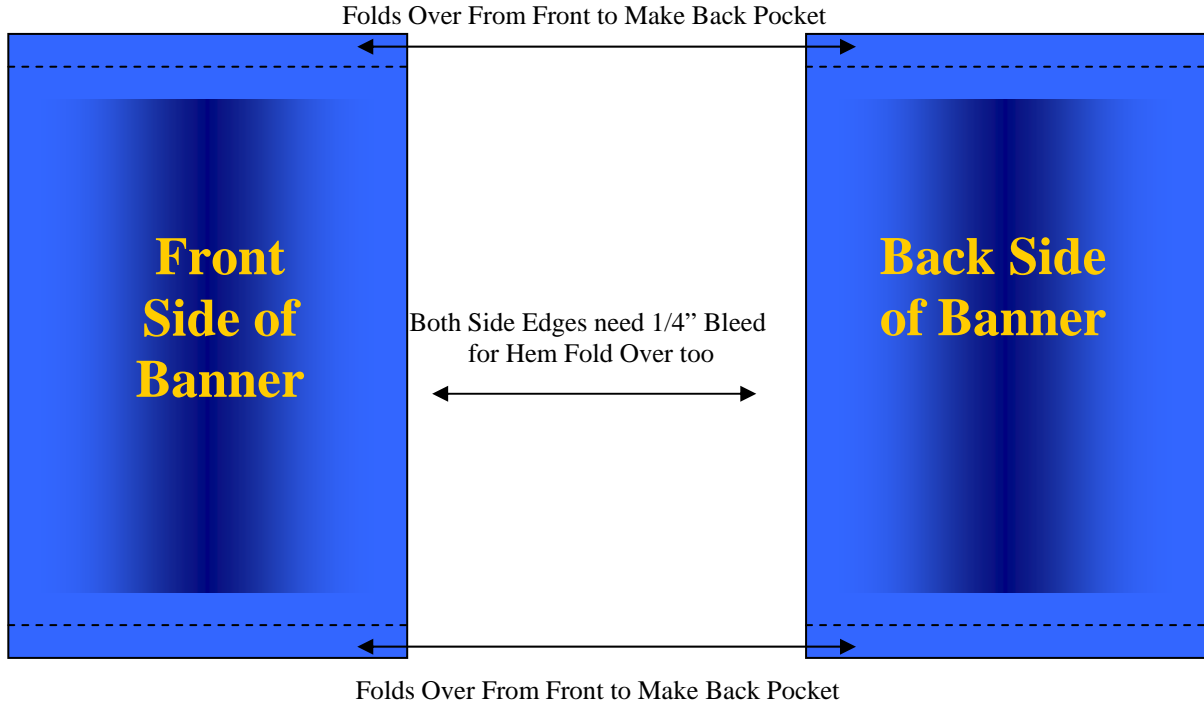 Folds Over From Front to Make Back Pocket
Front
Side of
Banner
Both Side Edges need 1/4” Bleed
for Hem Fold Over too
Back Side
of Banner
Folds Over From Front to Make Back Pocket